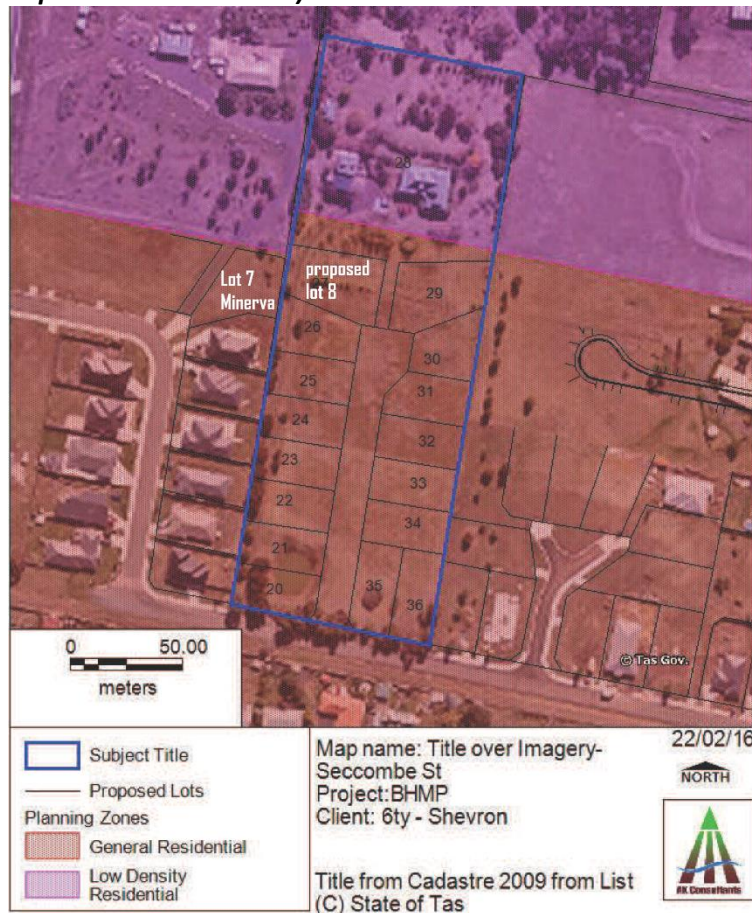 28
Lot 7
Minerva
proposed
lot 8
29
26
30
25
31
24
32
23
33
22
34
21
20
35
36
0 50.00
meters
© Tas Gov.
Subject Title
Proposed Lots
Planning Zones
General Residential
Low Density
Residential
Map name: Title over Imagery-
Seccombe St
Project:BHMP
Client: 6ty - Shevron
Title from Cadastre 2009 from List
(C) State of Tas
22/02/16
NORTH
AK Consultants